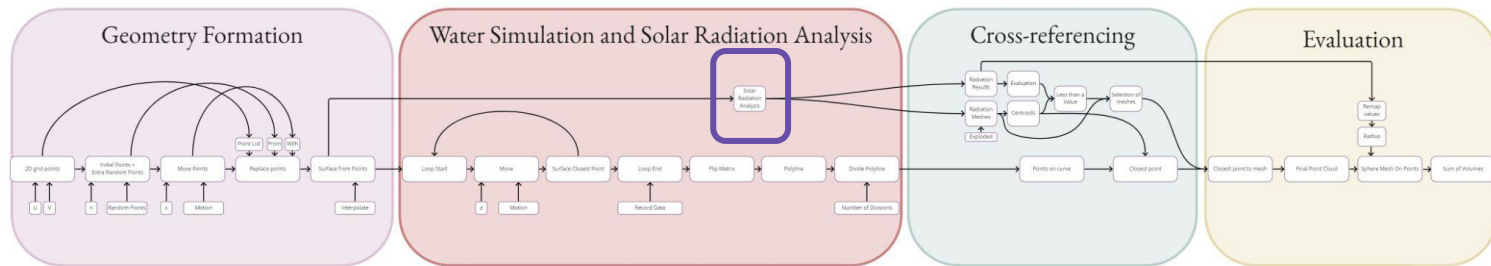 Geometry Formation
Water Simulation and Solar Radiation Analysis
Cross-referencing
Evaluation
Point List
From
With
2D grid points
Initial Points +
Extra Random Points
Move Points
Replace points
Surface from Points
U
V
Random Points
Motion
Interpolate
Solar
Radiation
Analysis
Loop Start
Move
Surface Closest Point
Loop End
Flip Matrix
Polyline
Divide Polyline
z
Motion
Record Data
Number of Divisions
Radiation
Results
Evaluation
Less than a
Value
Selection of
meshes
Radiation
Meshes
Centroids
Exploded
Points on curve
Closest point
Remap
values
Radius
Closest point to mesh
Final Point Cloud
Sphere Mesh On Points
Sum of Volumes